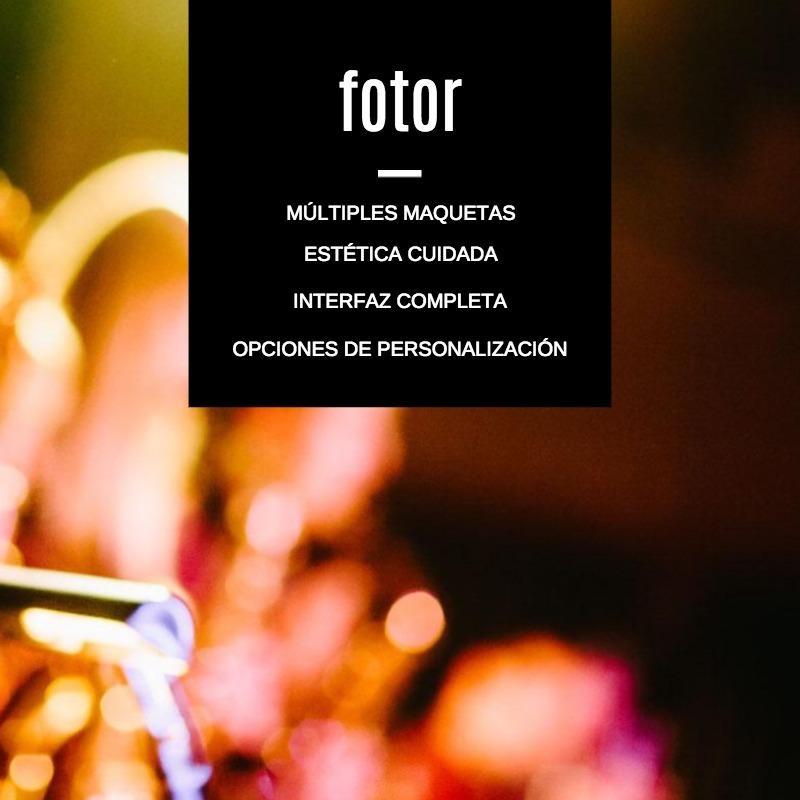 fotor
MÚLTIPLES MAQUETAS
ESTÉTICA CUIDADA
INTERFAZ COMPLETA
OPCIONES DE PERSONALIZACIÓN